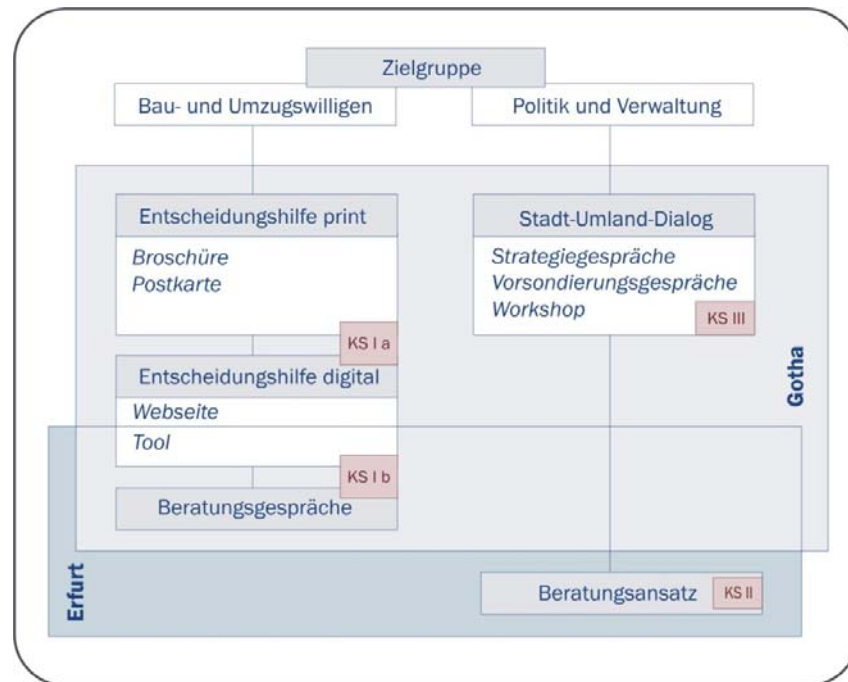 Zielgruppe
Bau- und Umzugswilligen
Politik und Verwaltung
Entscheidungshilfe print
Broschüre
Postkarte
KS I a
Entscheidungshilfe digital
Webseite
Tool
KS I b
Beratungsgespräche
Stadt-Umland-Dialog
Strategiegespräche
Vorsondierungsgespräche
Workshop
KS III
Gotha
Beratungsansatz
KS II
Erfurt